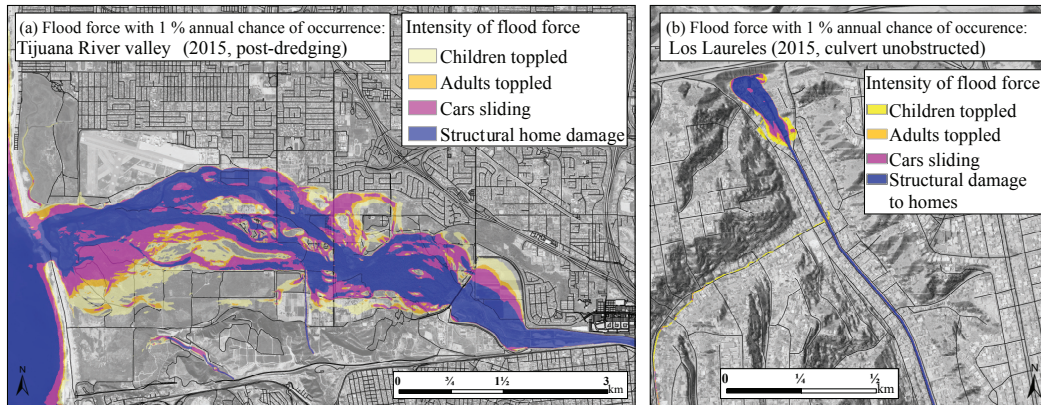 (a) Flood force with 1 % annual chance of occurrence:
Tijuana River valley (2015, post-dredging)
Intensity of flood force
Children toppled
Adults toppled
Cars sliding
Structural home damage
N
0 ¾ 1½ 3
km
(b) Flood force with 1 % annual chance of occurrence:
Los Laureles (2015, culvert unobstructed)
Intensity of flood force
Children toppled
Adults toppled
Cars sliding
Structural damage
to homes
N
0 ¼ ½
km